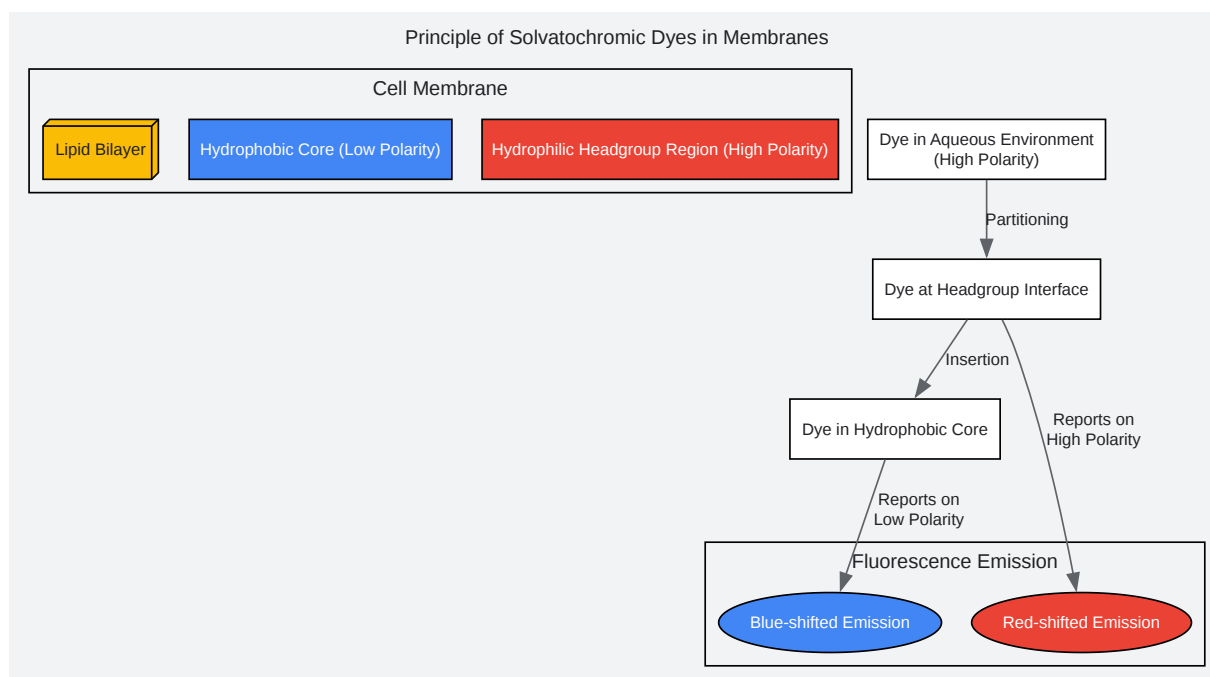 Principle of Solvatochromic Dyes in Membranes
Cell Membrane
Lipid Bilayer
Hydrophobic Core (Low Polarity)
Hydrophilic Headgroup Region (High Polarity)
Dye in Aqueous Environment
(High Polarity)
Partitioning
Dye at Headgroup Interface
Insertion
Dye in Hydrophobic Core
Reports on
High Polarity
Reports on
Low Polarity
Fluorescence Emission
Blue-shifted Emission
Red-shifted Emission